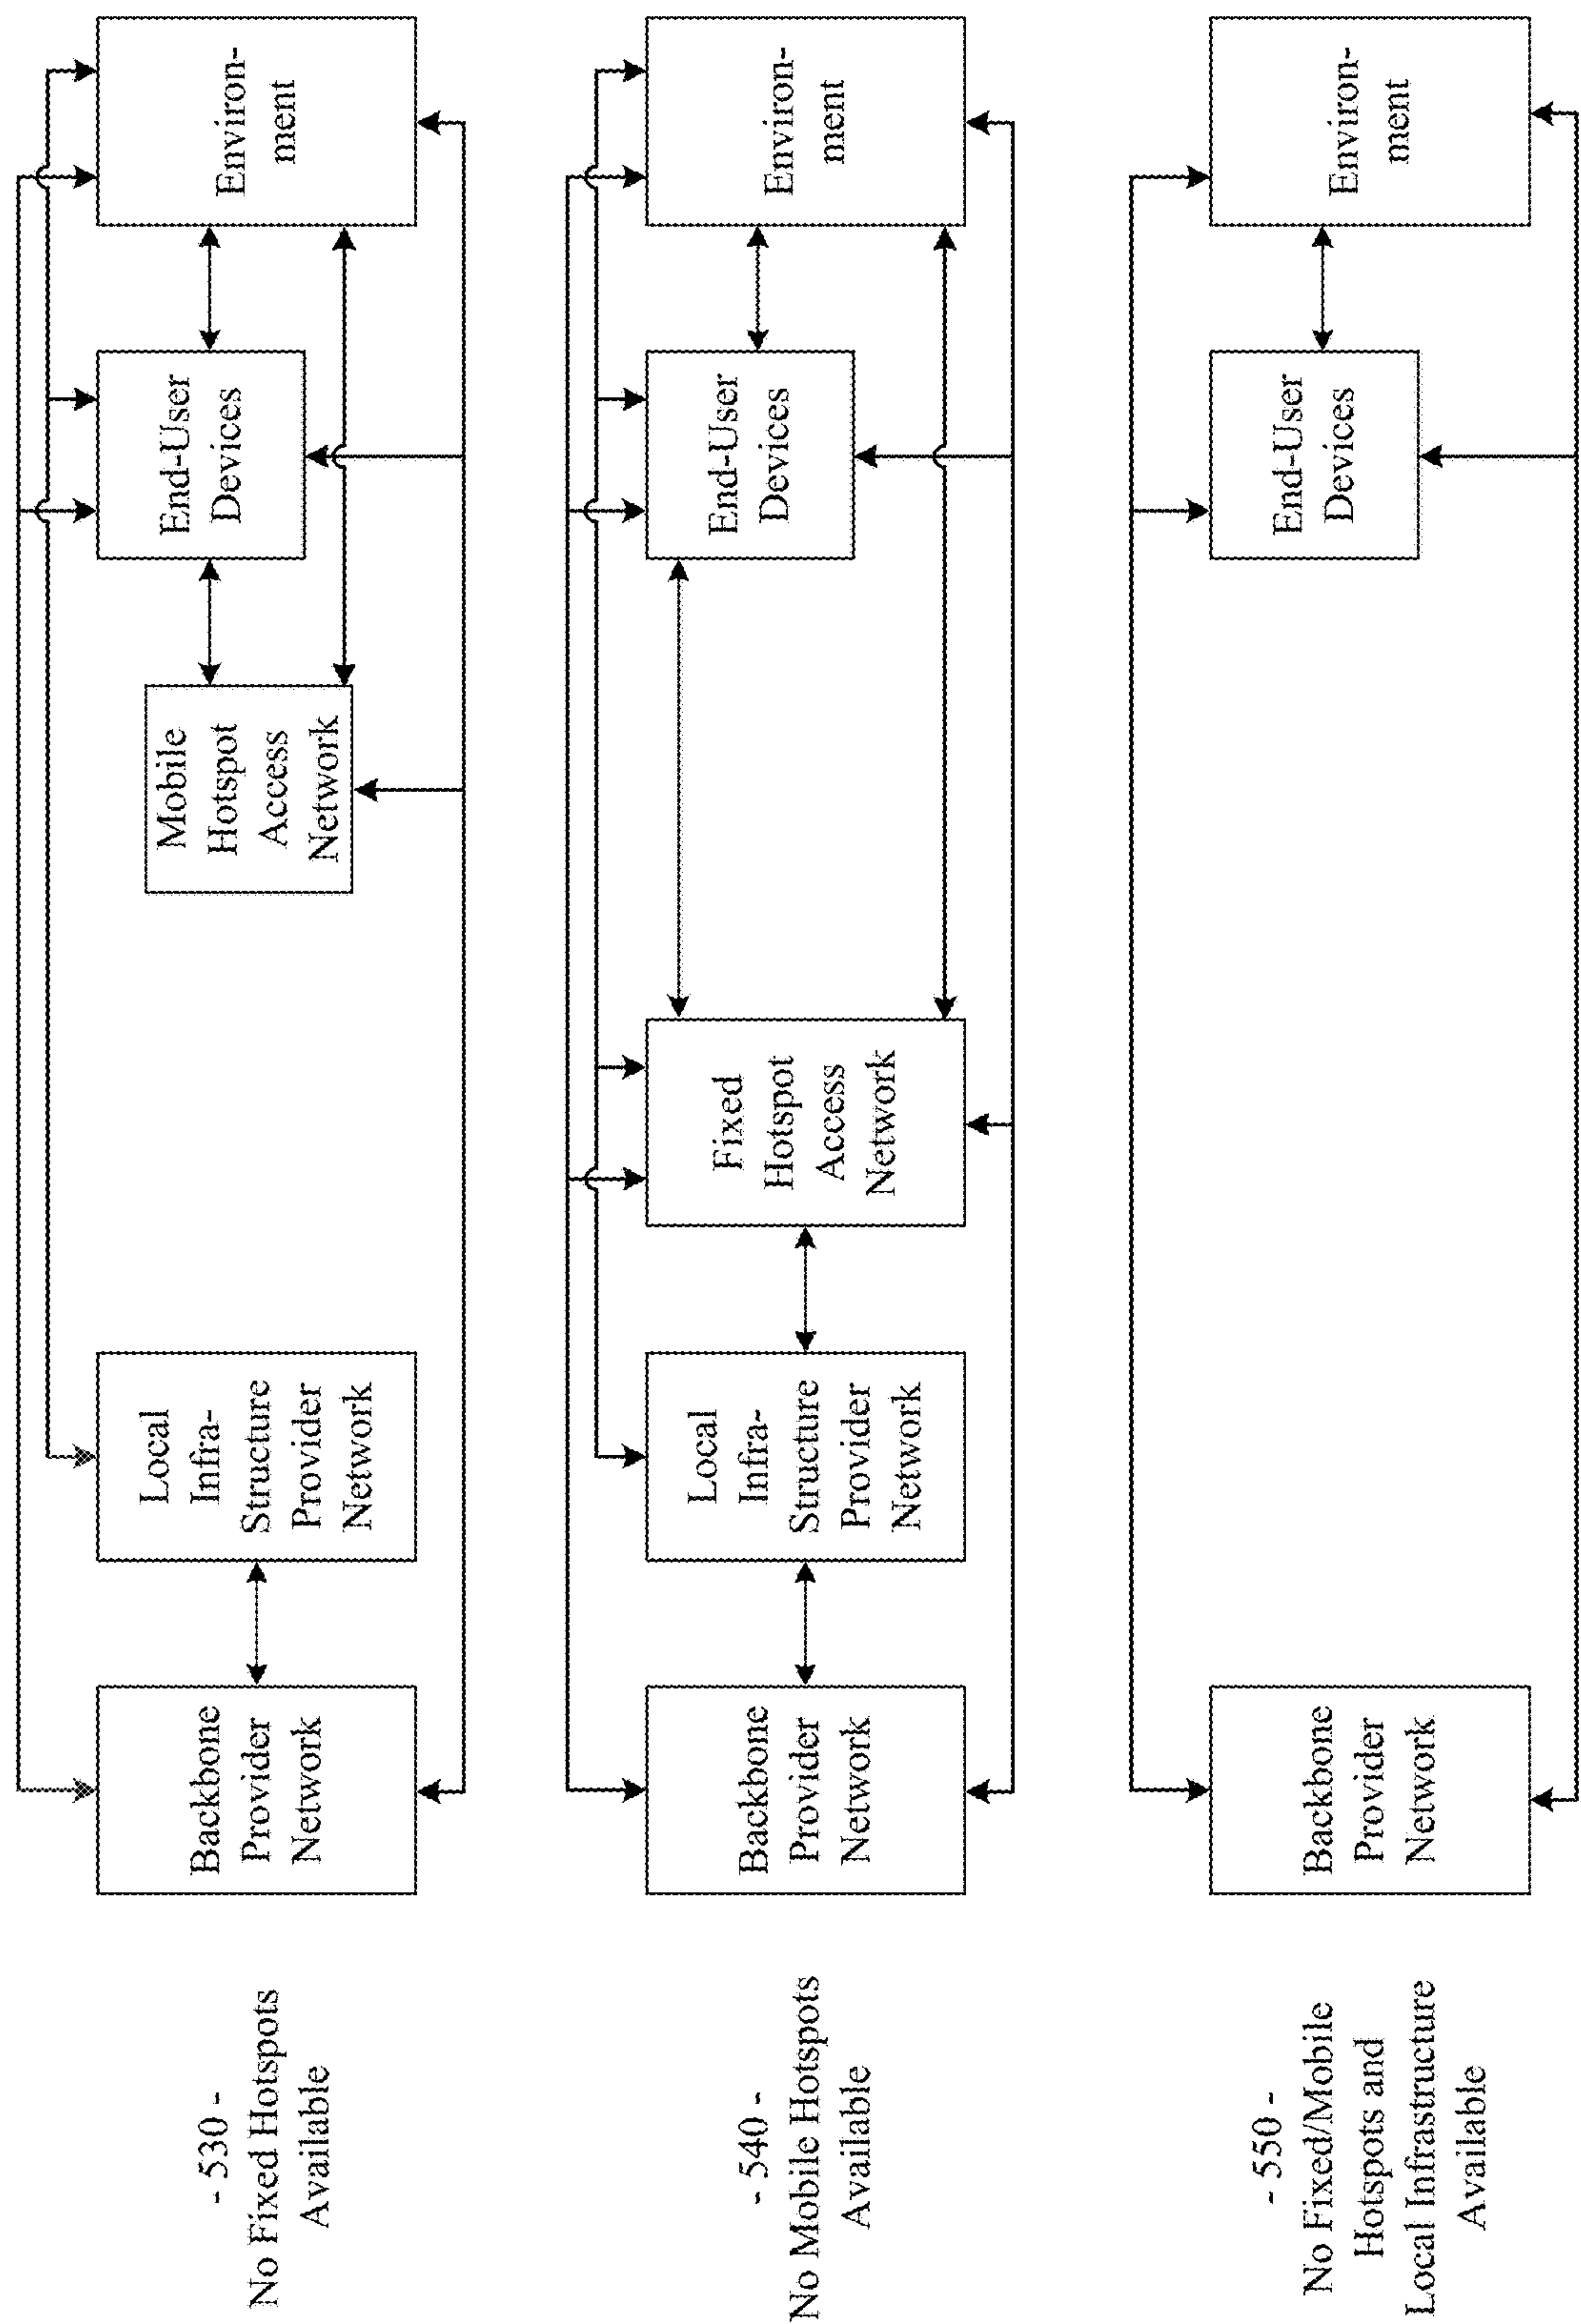 - 530 -
No Fixed Hotspots
Available
Backbone
Provider
Network
Local
Infra-
Structure
Provider
Network
Mobile
Hotspot
Access
Network
End-User
Devices
Environ-
ment
- 540 -
No Mobile Hotspots
Available
Backbone
Provider
Network
Local
Infra-
Structure
Provider
Network
Fixed
Hotspot
Access
Network
End-User
Devices
Environ-
ment
- 550 -
No Fixed/Mobile
Hotspots and
Local Infrastructure
Available
Backbone
Provider
Network
End-User
Devices
Environ-
ment